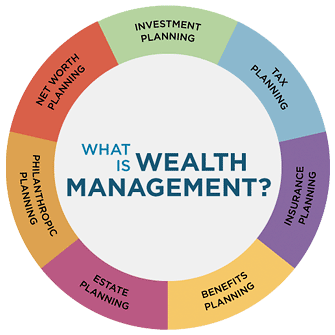 WHAT
IS WEALTH
MANAGEMENT?
INVESTMENT
PLANNING
TAX
PLANNING
INSURANCE
PLANNING
BENEFITS
PLANNING
ESTATE
PLANNING
PHILANTHROPIC
PLANNING
NET WORTH
PLANNING